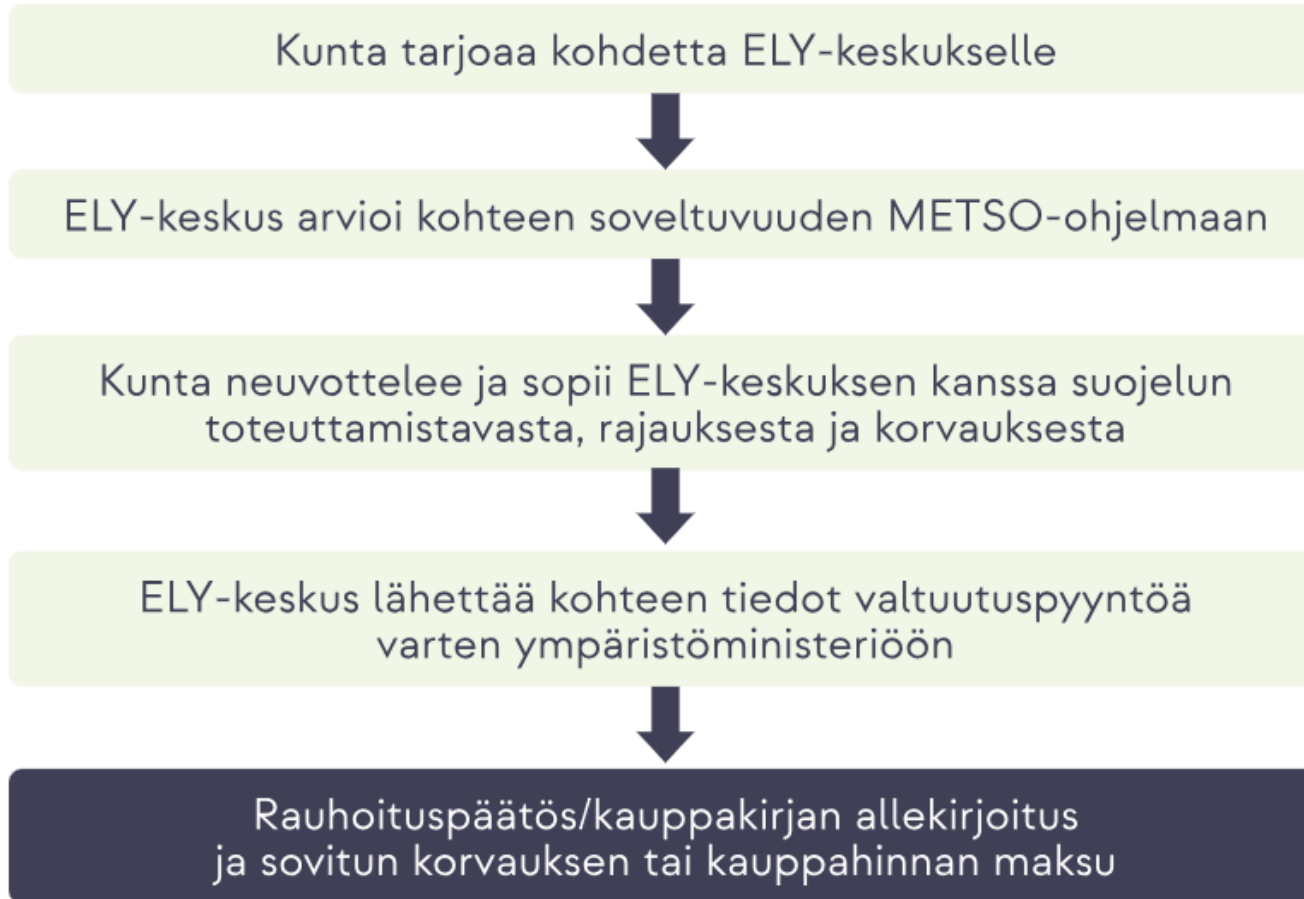 Kunta tarjoaa kohdetta ELY-keskukselle
ELY-keskus arvioi kohteen soveltuvuuden METSO-ohjelmaan
Kunta neuvottelee ja sopii ELY-keskuksen kanssa suojelun
toteuttamistavasta, rajauksesta ja korvauksesta
ELY-keskus lähettää kohteen tiedot valtuutuspyyntöä
varten ympäristöministeriöön
Rauhoituspäätös/kauppakirjan allekirjoitus
ja sovitun korvauksen tai kauppahinnan maksu